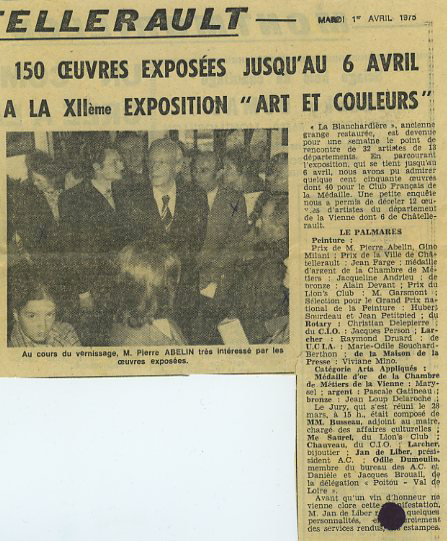 TELLERAULT
MARDI 1er AVRIL 1975
150 ŒUVRES EXPOSÉES JUSQU'AU 6 AVRIL
A LA XIIème EXPOSITION "ART ET COULEURS"
« La Blanchardière », ancienne
grange restaurée, est devenue
pour une semaine le point de
rencontre de 32 artistes de 13
départements. En parcourant
l'exposition, qui se tient jusqu'au
6 avril, nous avons pu admirer
quelque cent cinquante œuvres
dont 40 pour le Club Français de
la Médaille. Une petite enquête
nous a permis de déceler 12 œu-
d'artistes du département
de la Vienne dont 6 de Châtelle-
rault.
LE PALMARES
Peinture :
Prix de M. Pierre Abelin, Gino
Milani ; Prix de la Ville de Châ-
tellerault : Jean Farge ; médaille
d'argent de la Chambre de Mé-
tiers : Jacqueline Andrieu ; de
bronze : Alain Devant ; Prix du
Lion's Club : M. Garsmont ;
Sélection pour le Grand Prix natio-
nal de la Peinture : Hubert
Sourdeau et Jean Petitpied ; du
Rotary : Christian Delepierre ;
du C.I.O. : Jacques Person ; Lar-
cher : Raymond Druard ; de
l'U C I A : Marie-Odile Souchard-
Berthon ; de la Maison de la
Presse : Viviane Mino.
Catégorie Arts Appliqués :
Médaille d'or de la Chambre
de Métiers de la Vienne : Mary-
sel ; argent : Pascale Gatineau ;
bronze : Jean Loup Delaroche.
Le Jury, qui s'est réuni le 28
mars, à 15 h., était composé de
MM. Busseau, adjoint au maire,
chargé des affaires culturelles ;
Me Saurel, du Lion's Club ;
Chauveau, du C.I.O. ; Larcher,
bijoutier ; Jan de Liber, prési-
dent A.C. ; Odile Dumoulin,
membre du bureau des A.C. et
Danièle et Jacques Brouail, de
la délégation « Poitou - Val de
Loire ».
Avant qu'un vin d'honneur ne
vienne clore cette manifestation,
M. Jan de Liber quelques
personnalités,
des services rendus, estampes.
Au cours du vernissage, M. Pierre ABELIN très intéressé par les
œuvres exposées.